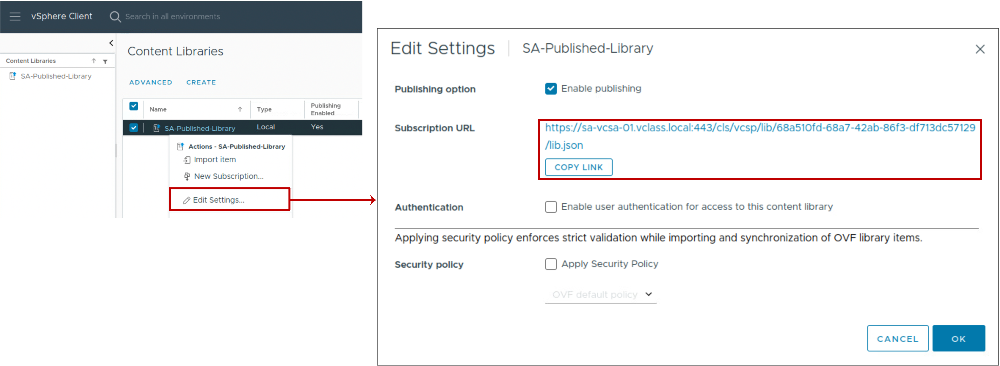 vSphere Client
Search in all environments
Content Libraries
SA-Published-Library
Content Libraries
ADVANCED CREATE
Name Type Publishing Enabled
SA-Published-Library Local Yes
Actions - SA-Published-Library
Import item
New Subscription...
Edit Settings...
Edit Settings SA-Published-Library
Publishing option Enable publishing
Subscription URL https://sa-vcsa-01.vclass.local:443/cls/vcsp/lib/68a510fd-68a7-42ab-86f3-df713dc57129
/lib.json
COPY LINK
Authentication Enable user authentication for access to this content library
Applying security policy enforces strict validation while importing and synchronization of OVF library items.
Security policy Apply Security Policy
OVF default policy
CANCEL OK